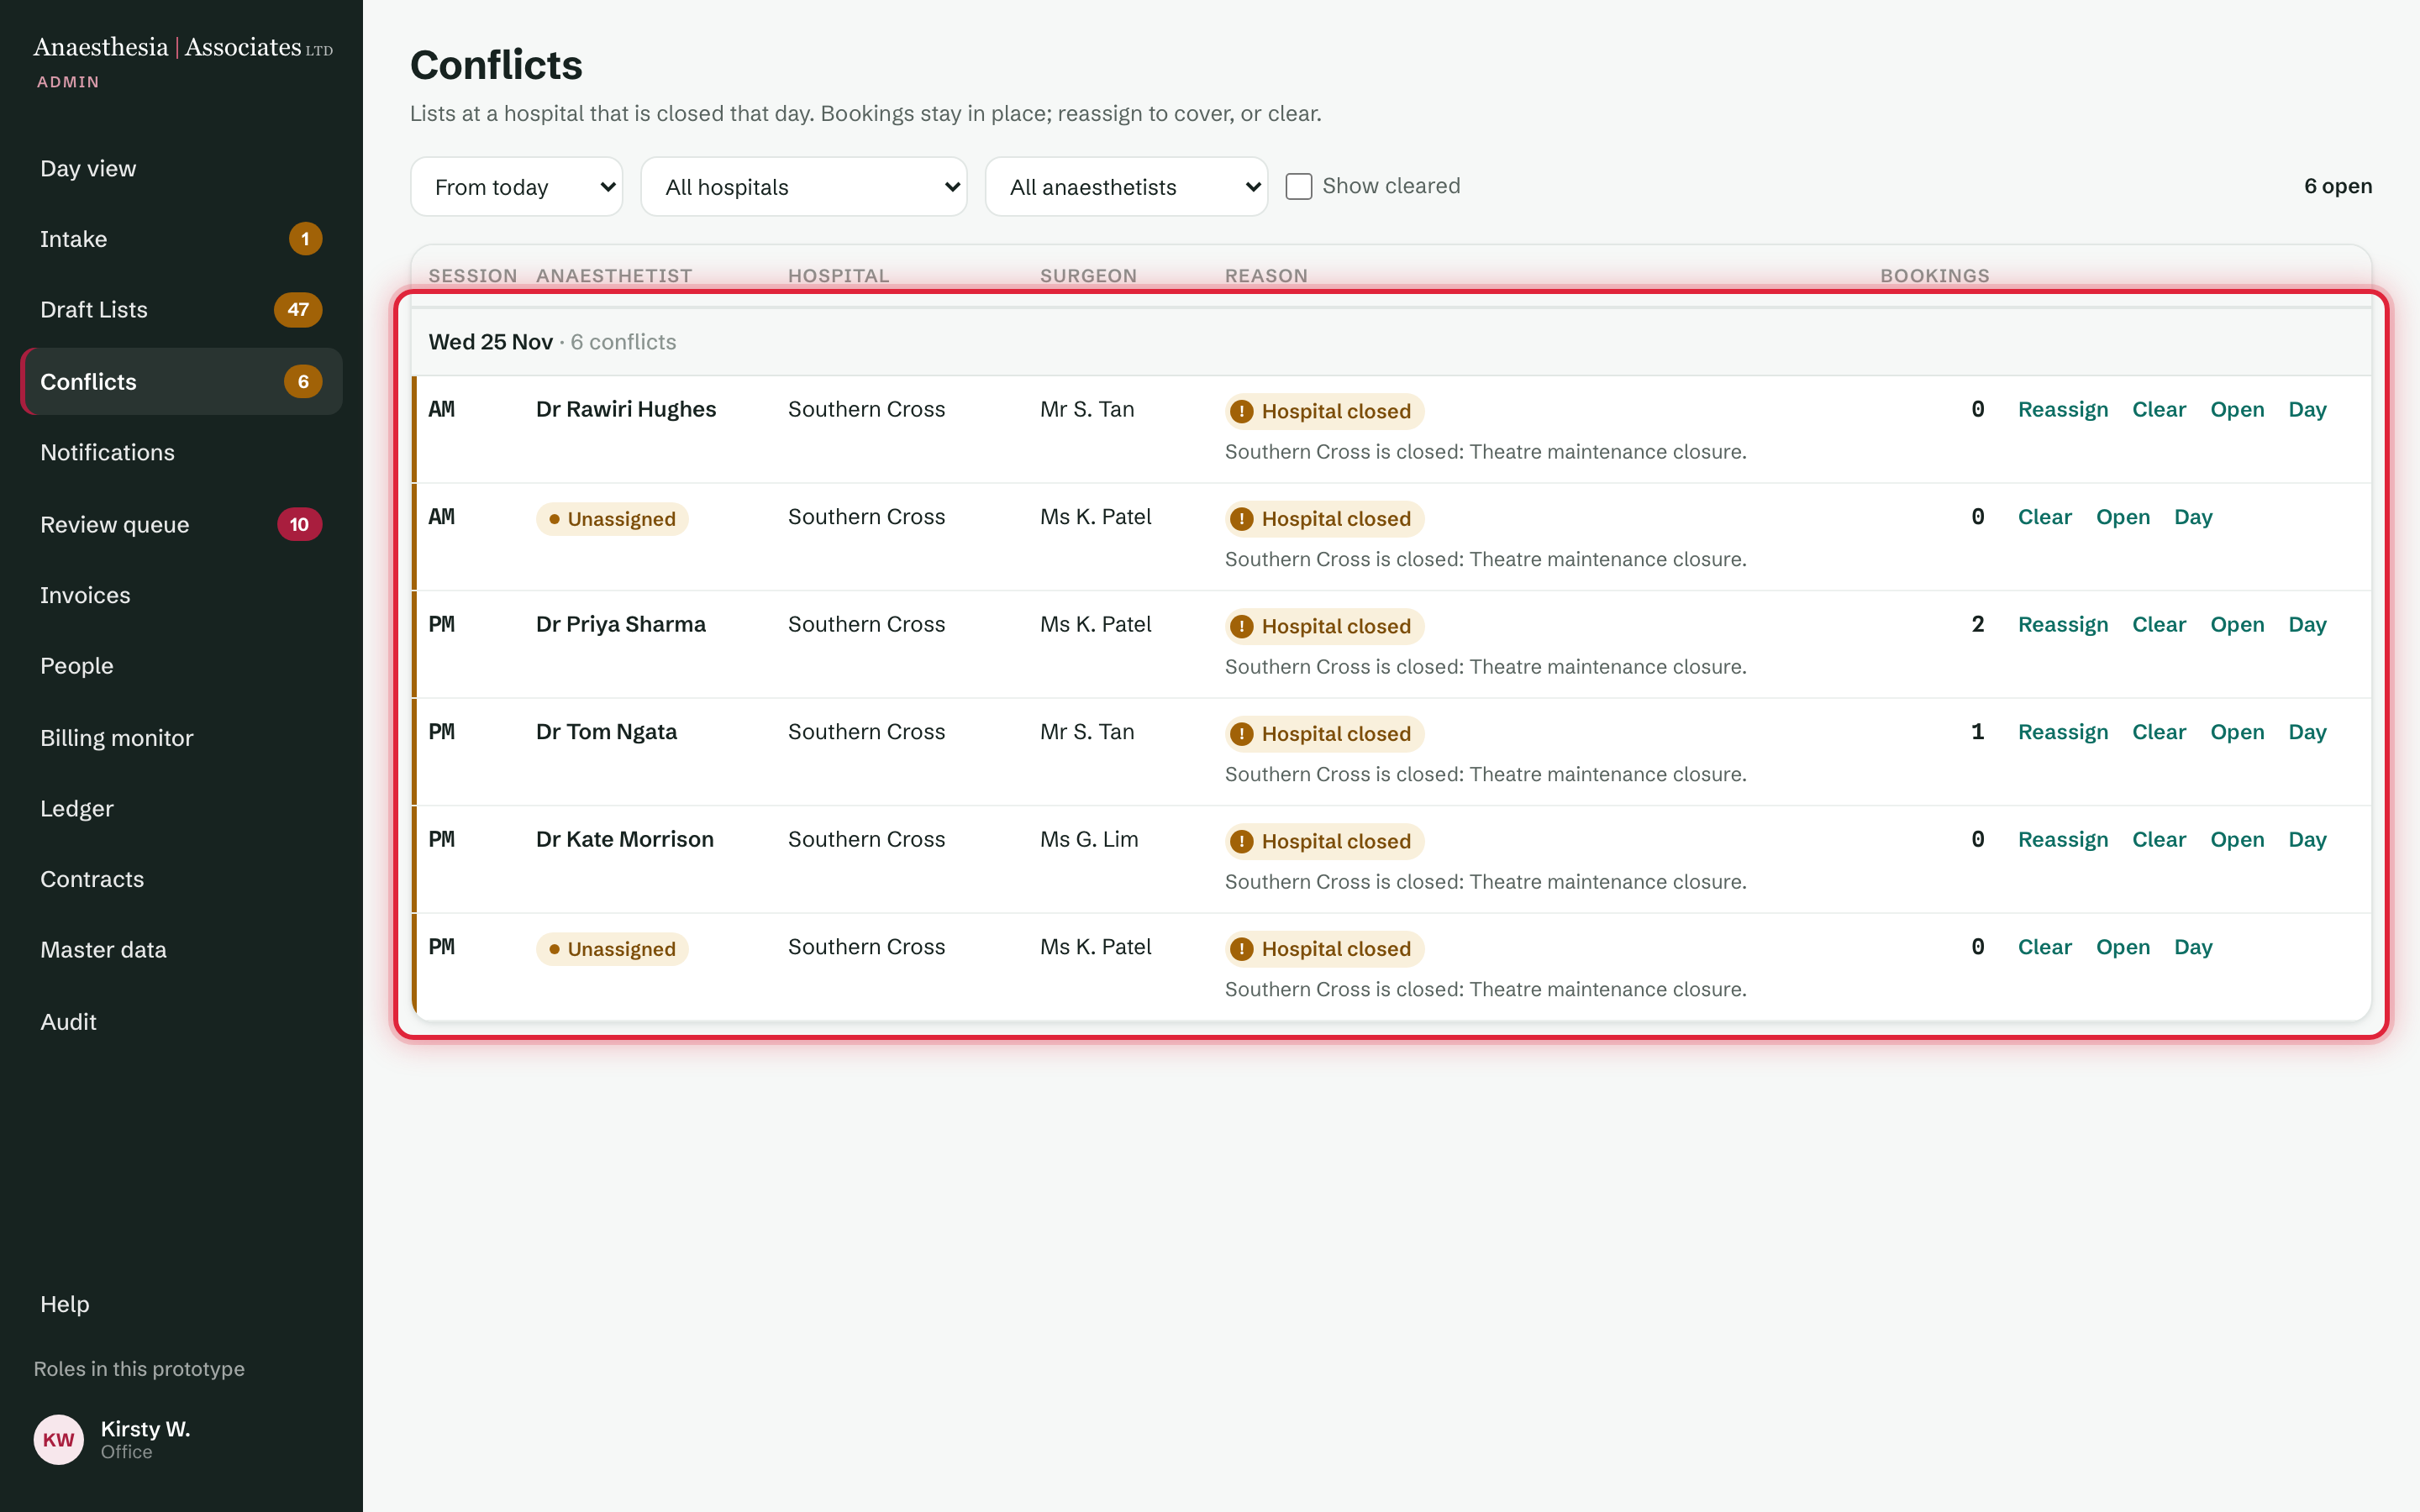 Anaesthesia | Associates LTD
ADMIN
Day view
Intake 1
Draft Lists 47
Conflicts 6
Notifications
Review queue 10
Invoices
People
Billing monitor
Ledger
Contracts
Master data
Audit
Help
Roles in this prototype
KW Kirsty W.
Office
Conflicts
Lists at a hospital that is closed that day. Bookings stay in place; reassign to cover, or clear.
From today All hospitals All anaesthetists Show cleared 6 open
SESSION ANAESTHETIST HOSPITAL SURGEON REASON BOOKINGS
Wed 25 Nov · 6 conflicts
AM Dr Rawiri Hughes Southern Cross Mr S. Tan ! Hospital closed 0 Reassign Clear Open Day
Southern Cross is closed: Theatre maintenance closure.
AM Unassigned Southern Cross Ms K. Patel ! Hospital closed 0 Clear Open Day
Southern Cross is closed: Theatre maintenance closure.
PM Dr Priya Sharma Southern Cross Ms K. Patel ! Hospital closed 2 Reassign Clear Open Day
Southern Cross is closed: Theatre maintenance closure.
PM Dr Tom Ngata Southern Cross Mr S. Tan ! Hospital closed 1 Reassign Clear Open Day
Southern Cross is closed: Theatre maintenance closure.
PM Dr Kate Morrison Southern Cross Ms G. Lim ! Hospital closed 0 Reassign Clear Open Day
Southern Cross is closed: Theatre maintenance closure.
PM Unassigned Southern Cross Ms K. Patel ! Hospital closed 0 Clear Open Day
Southern Cross is closed: Theatre maintenance closure.